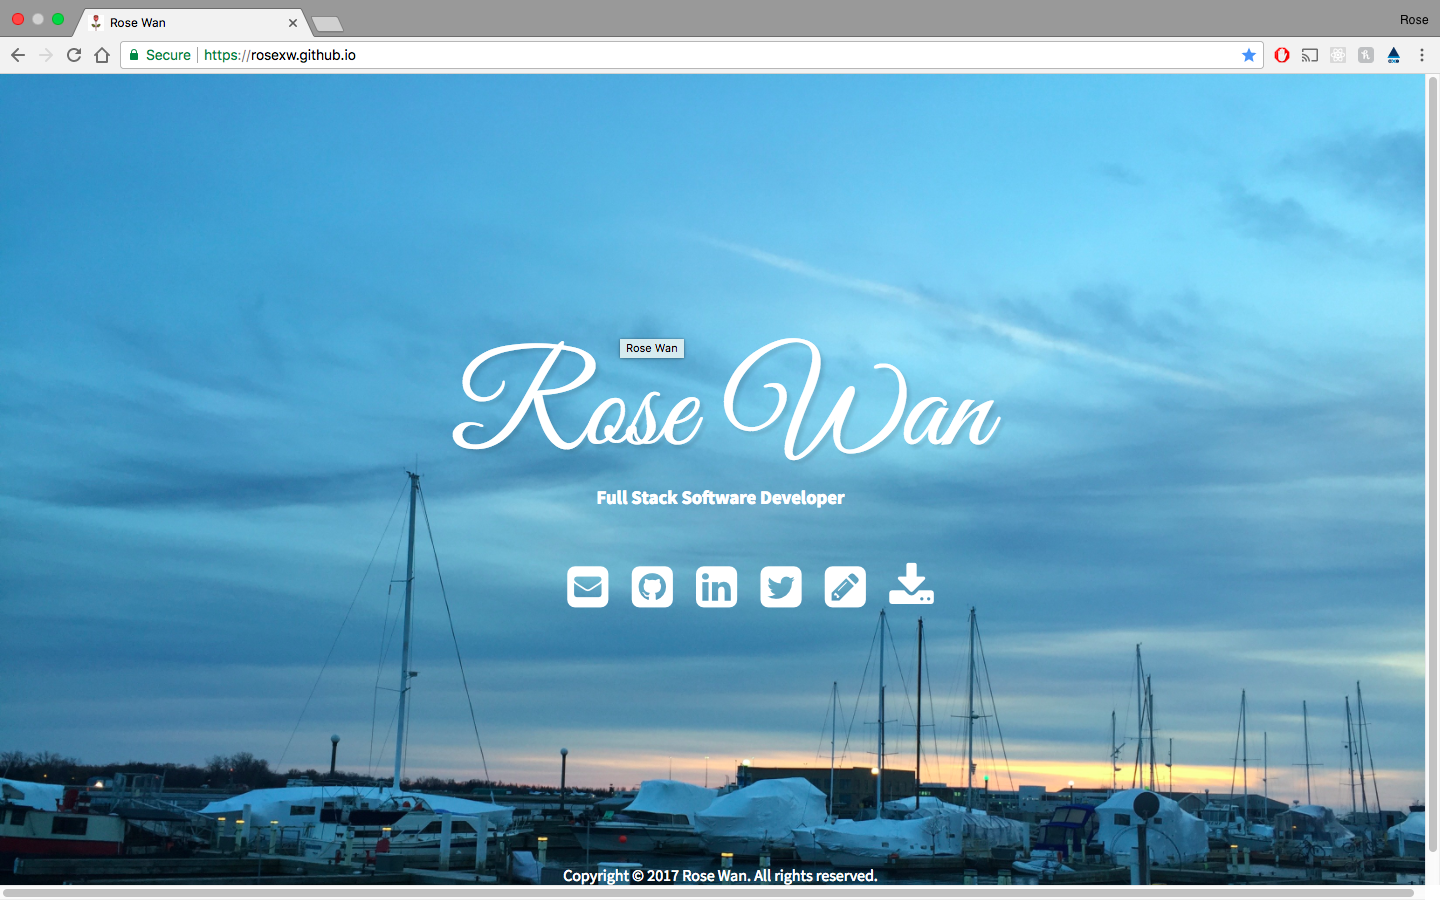 Rose Wan
Rose
Secure
https://rosexw.github.io
Rose Wan
Rose Wan
Full Stack Software Developer
in
Copyright © 2017 Rose Wan. All rights reserved.